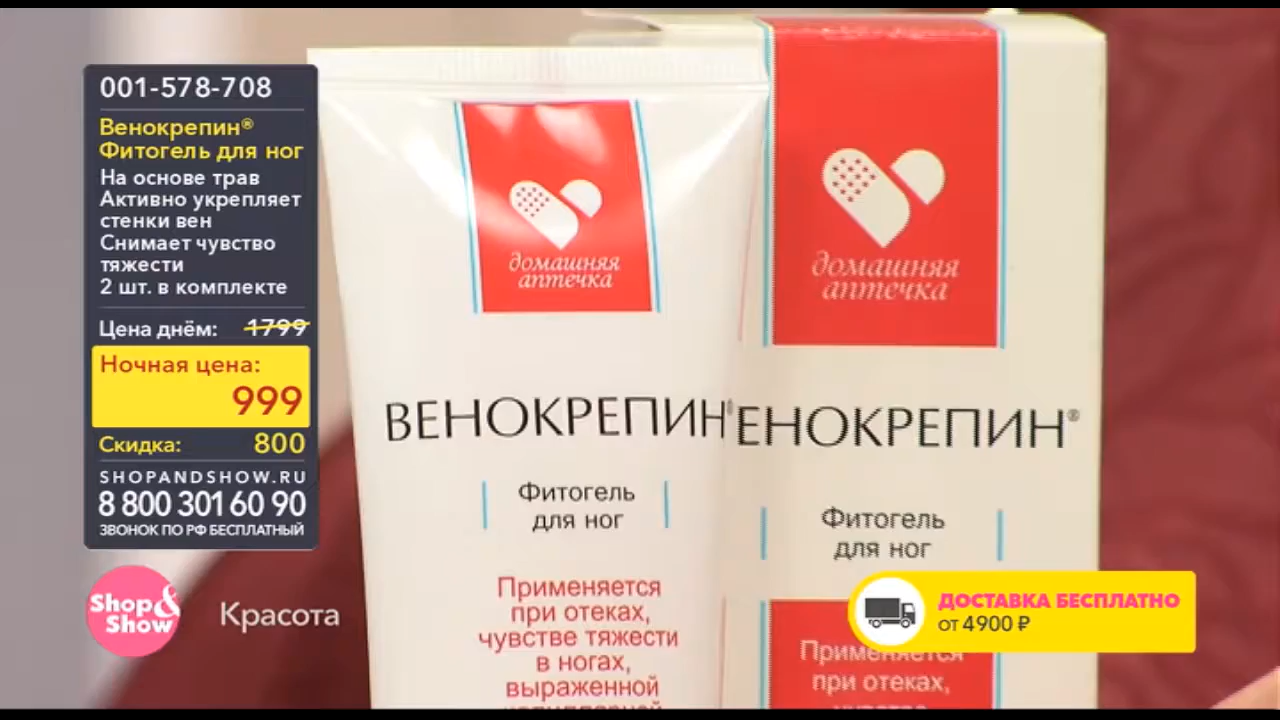 001-578-708
Венокрепин®
Фитогель для ног
На основе трав
Активно укрепляет
стенки вен
Снимает чувство
тяжести
2 шт. в комплекте
Цена днём: 1799
Ночная цена:
999
Скидка: 800
SHOPANDSHOW.RU
8 800 301 60 90
ЗВОНОК ПО РФ БЕСПЛАТНЫЙ
Shop&
Show
Красота
домашняя
аптечка
ВЕНОКРЕПИН®
Фитогель
для ног
Применяется
при отеках,
чувстве тяжести
в ногах,
выраженной
домашняя
аптечка
ЕНОКРЕПИН®
Фитогель
для ног
Применяется
при отеках,
ДОСТАВКА БЕСПЛАТНО
ОТ 4900 ₽